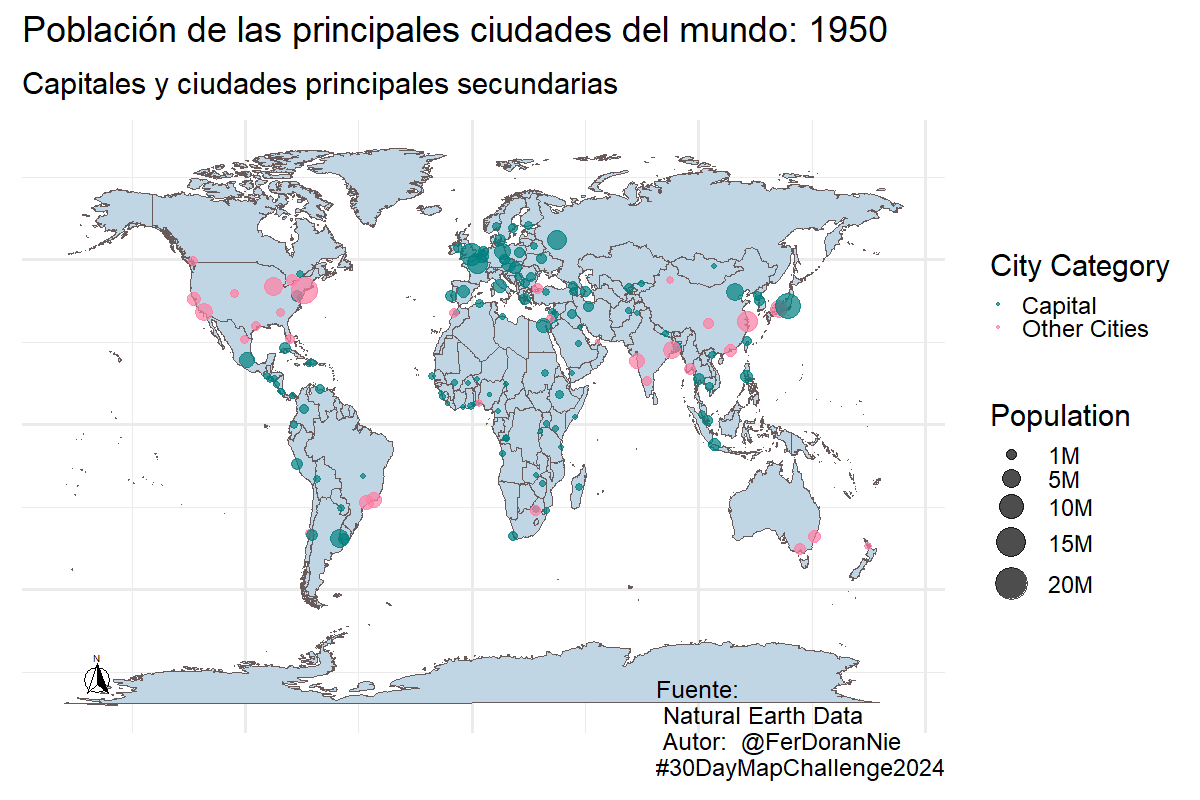 Población de las principales ciudades del mundo: 1950
Capitales y ciudades principales secundarias
City Category
Capital
Other Cities
Population
1M
5M
10M
15M
20M
N
Fuente:
Natural Earth Data
Autor:  @FerDoranNie
#30DayMapChallenge2024